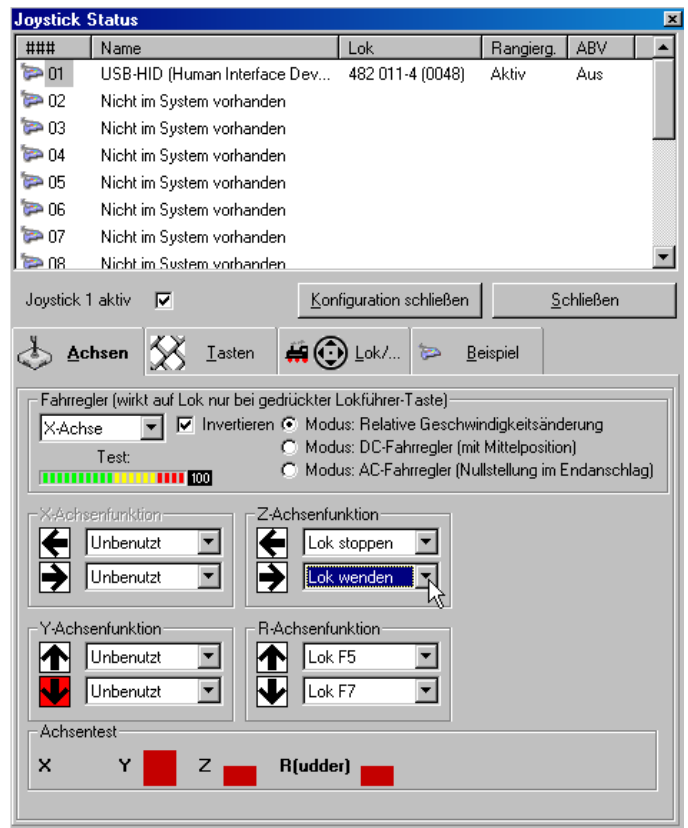 Joystick Status
### Name Lok Rangierg. ABV
01 USB-HID (Human Interface Dev... 482 011-4 (0048) Aktiv Aus
02 Nicht im System vorhanden
03 Nicht im System vorhanden
04 Nicht im System vorhanden
05 Nicht im System vorhanden
06 Nicht im System vorhanden
07 Nicht im System vorhanden
08 Nicht im System vorhanden
Joystick 1 aktiv Konfiguration schließen Schließen
Achsen Tasten Lok/... Beispiel
Fahrregler (wirkt auf Lok nur bei gedrückter Lokführer-Taste)
X-Achse Invertieren Modus: Relative Geschwindigkeitsänderung
Modus: DC-Fahrregler (mit Mittelposition)
Test:
Modus: AC-Fahrregler (Nullstellung im Endanschlag)
100
X-Achsenfunktion Z-Achsenfunktion
Unbenutzt Lok stoppen
Unbenutzt Lok wenden
Y-Achsenfunktion R-Achsenfunktion
Unbenutzt Lok F5
Unbenutzt Lok F7
Achsentest
X Y Z R(udder)